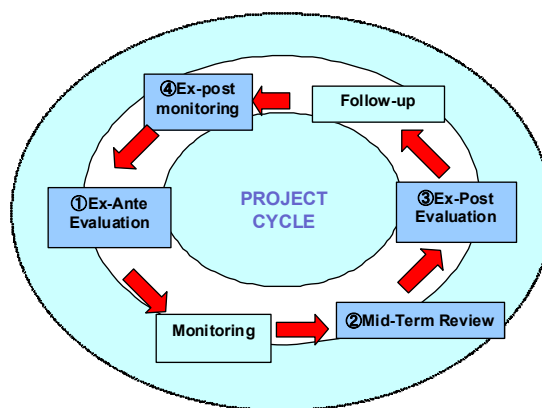 ④Ex-post
monitoring
Follow-up
①Ex-Ante
Evaluation
PROJECT
CYCLE
③Ex-Post
Evaluation
Monitoring
②Mid-Term Review